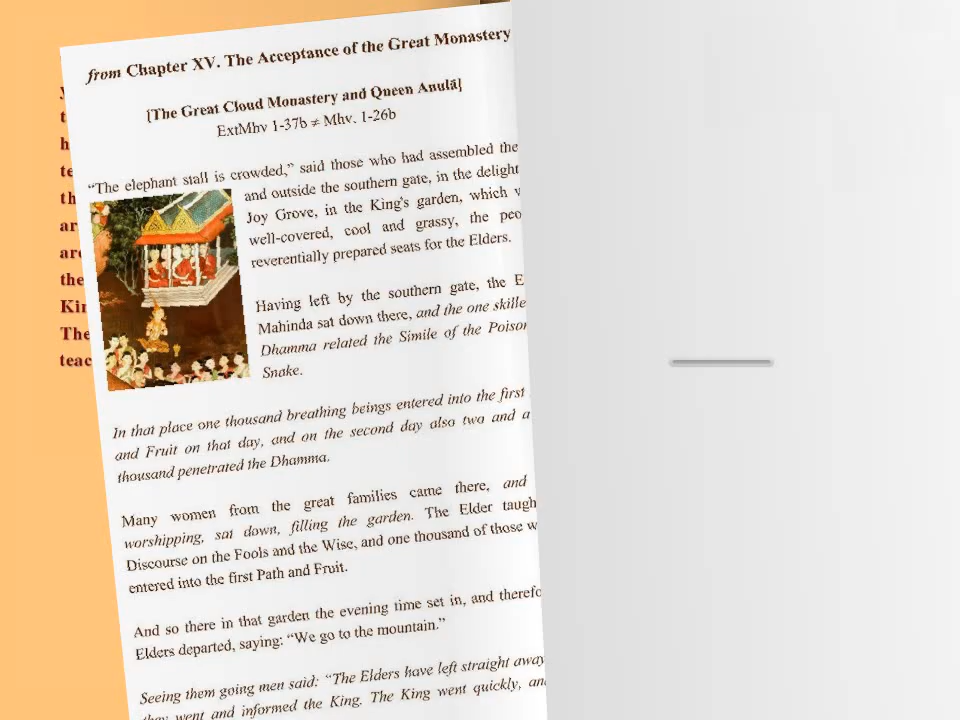 from Chapter XV. The Acceptance of the Great Monastery
[The Great Cloud Monastery and Queen Anulā]
ExtMhv 1-37b ≠ Mhv. 1-26b
“The elephant stall is crowded,” said those who had assembled the
and outside the southern gate, in the delight
Joy Grove, in the King's garden, which
well-covered, cool and grassy, the peo
reverentially prepared seats for the Elders.
Having left by the southern gate, the E
Mahinda sat down there, and the one skille
Dhamma related the Simile of the Poison
Snake.
In that place one thousand breathing beings entered into the first
and Fruit on that day, and on the second day also two and a
thousand penetrated the Dhamma.
Many women from the great families came there, and
worshipping, sat down, filling the garden. The Elder taugh
Discourse on the Fools and the Wise, and one thousand of those w
entered into the first Path and Fruit.
And so there in that garden the evening time set in, and therefo
Elders departed, saying: “We go to the mountain.”
Seeing them going men said: “The Elders have left straight away
they went and informed the King. The King went quickly, an